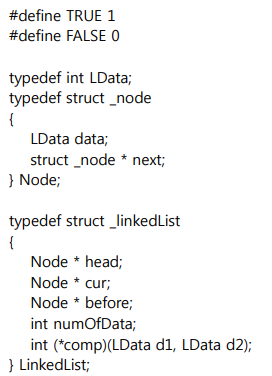 #define TRUE 1
#define FALSE 0
typedef int LData;
typedef struct _node
{
LData data;
struct _node * next;
} Node;
typedef struct _linkedList
{
Node * head;
Node * cur;
Node * before;
int numOfData;
int (*comp)(LData d1, LData d2);
} LinkedList;